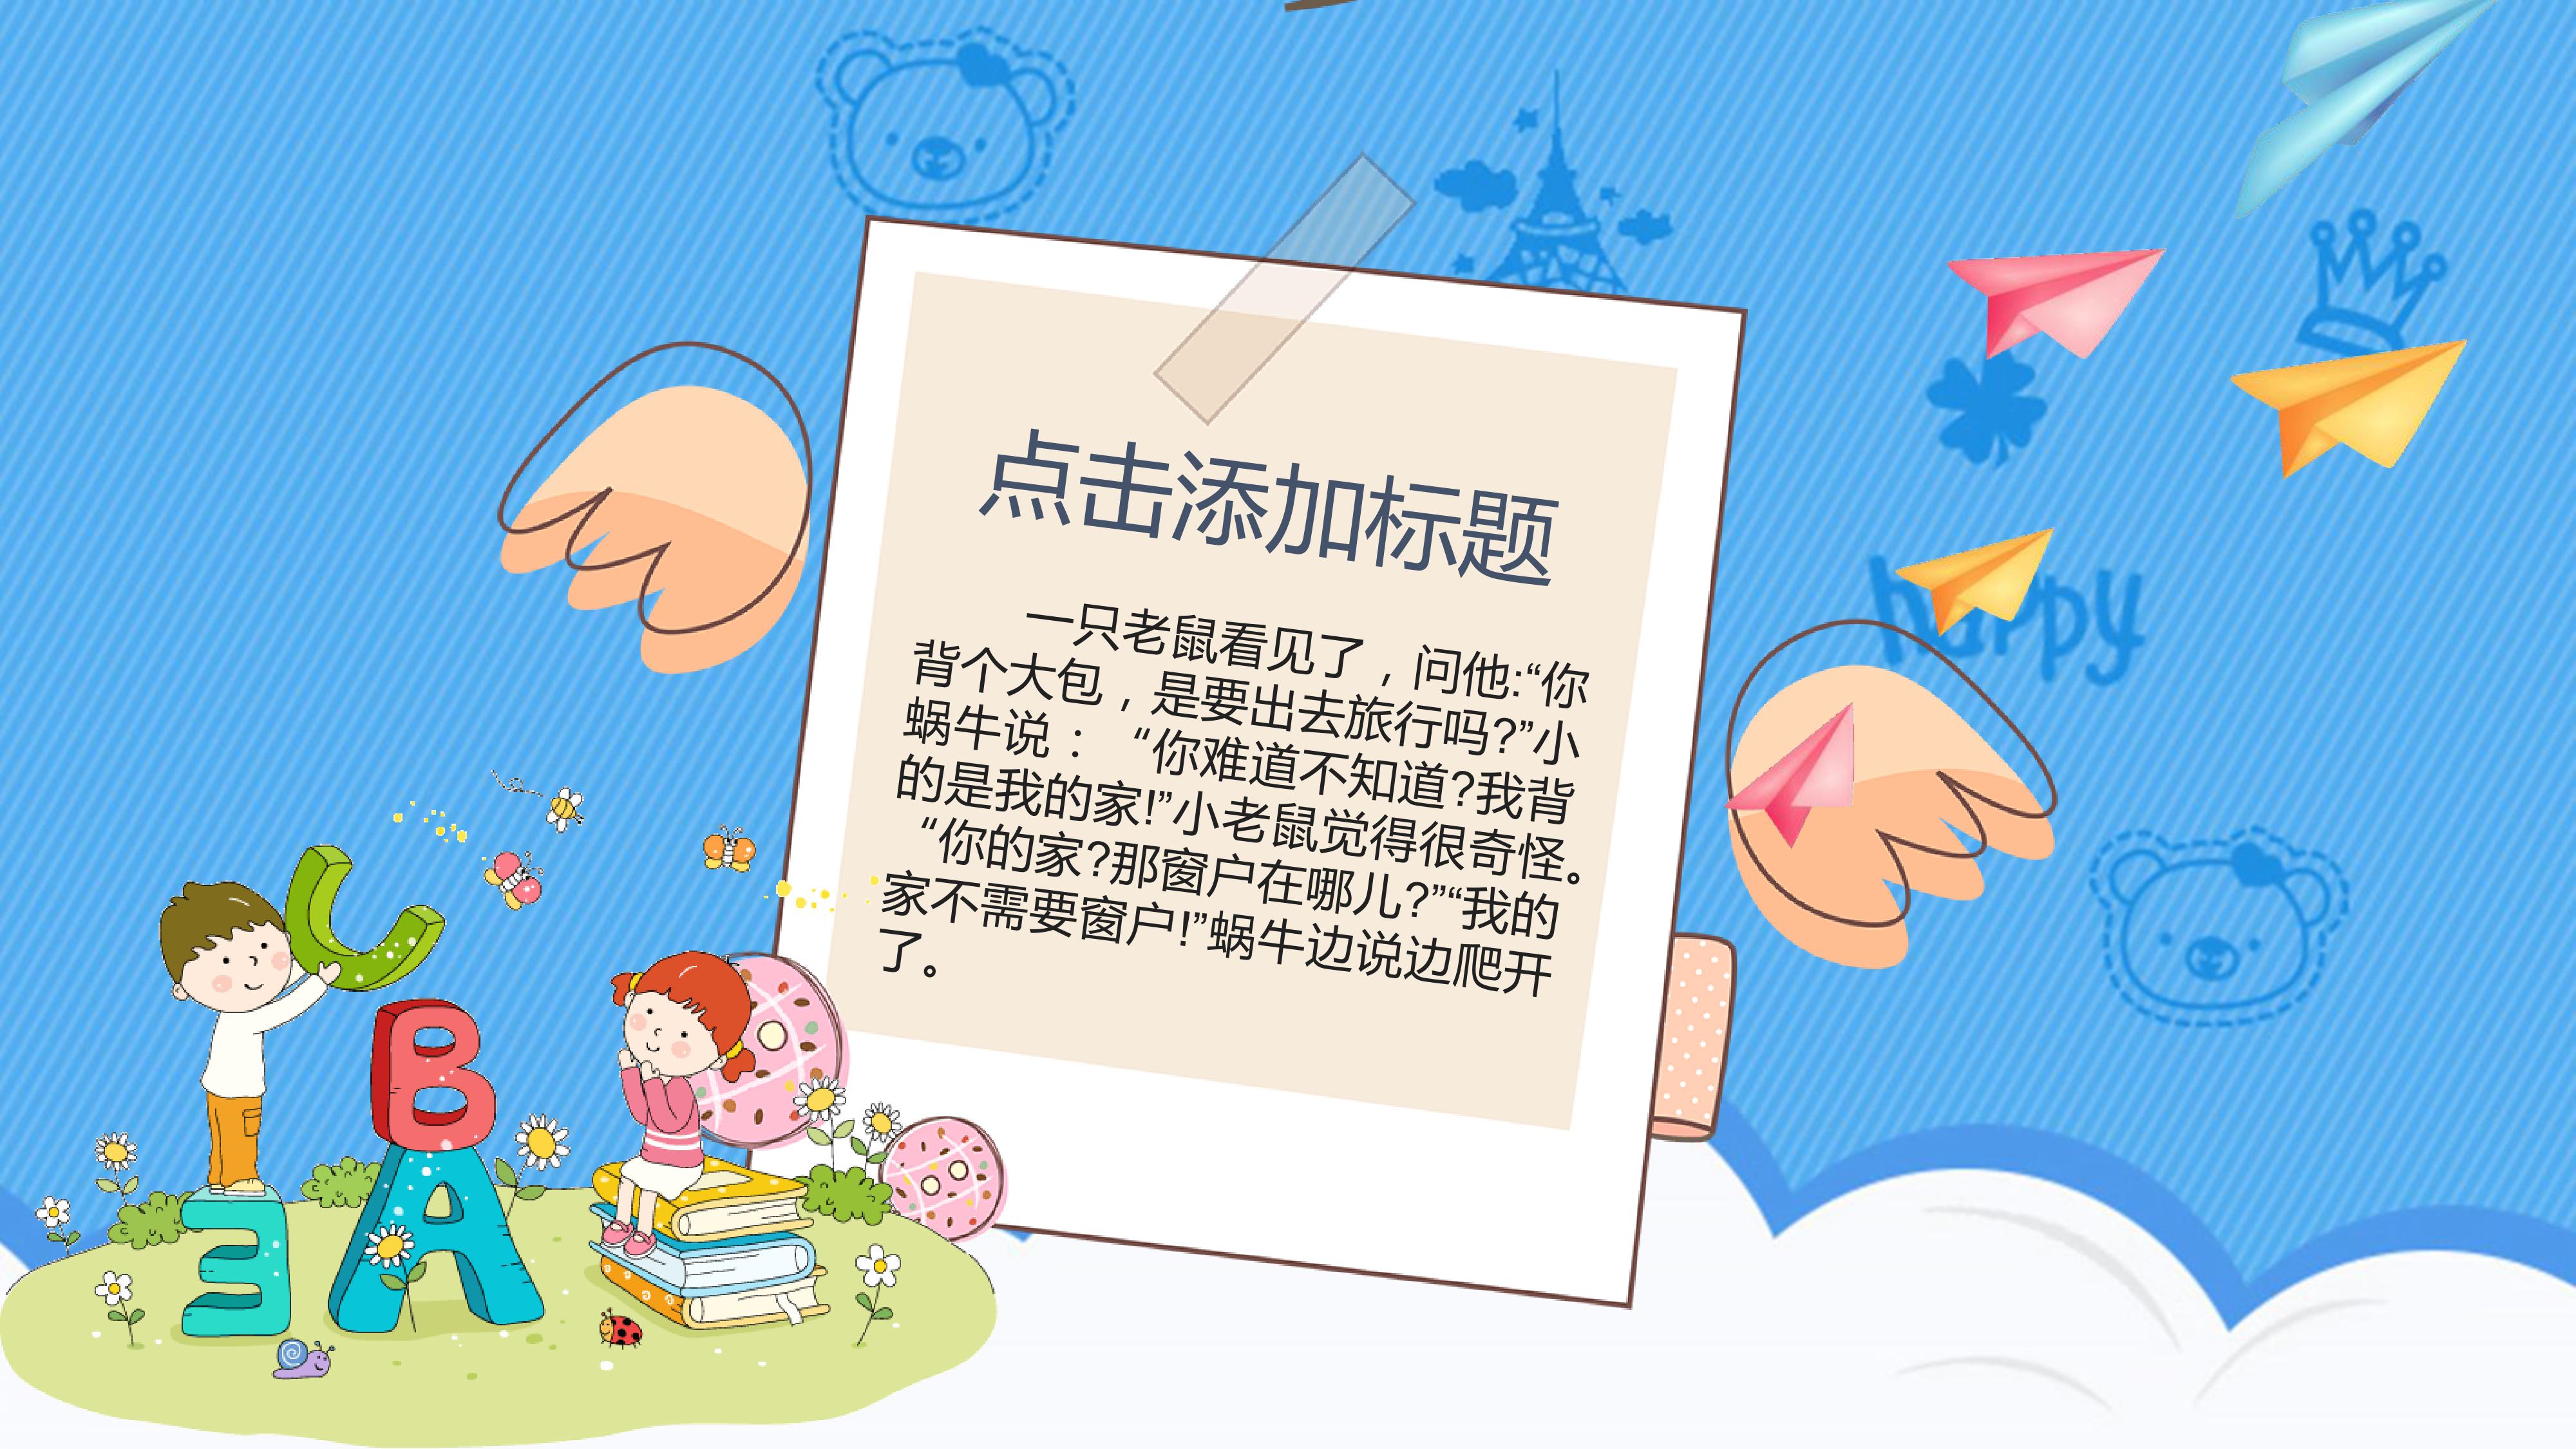 点击添加标题
一只老鼠看见了，问他:“你
背个大包，是要出去旅行吗?”小
蜗牛说：“你难道不知道?我背
的是我的家!”小老鼠觉得很奇怪。
“你的家?那窗户在哪儿?”“我的
家不需要窗户!”蜗牛边说边爬开
了。
happy
C
B
A
E